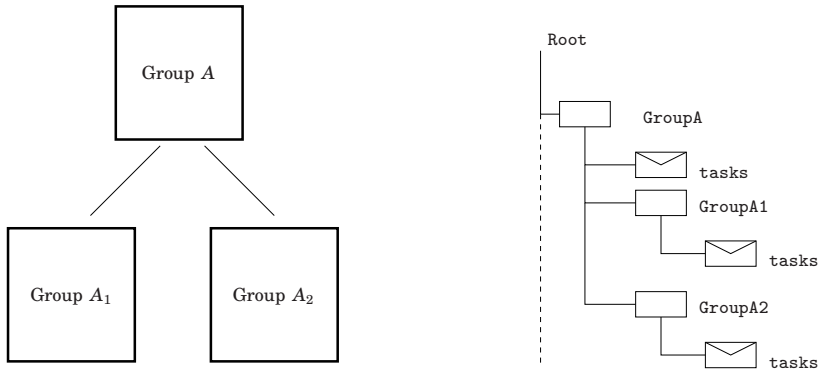 Group A
Group A₁
Group A₂
Root
GroupA
tasks
GroupA1
tasks
GroupA2
tasks